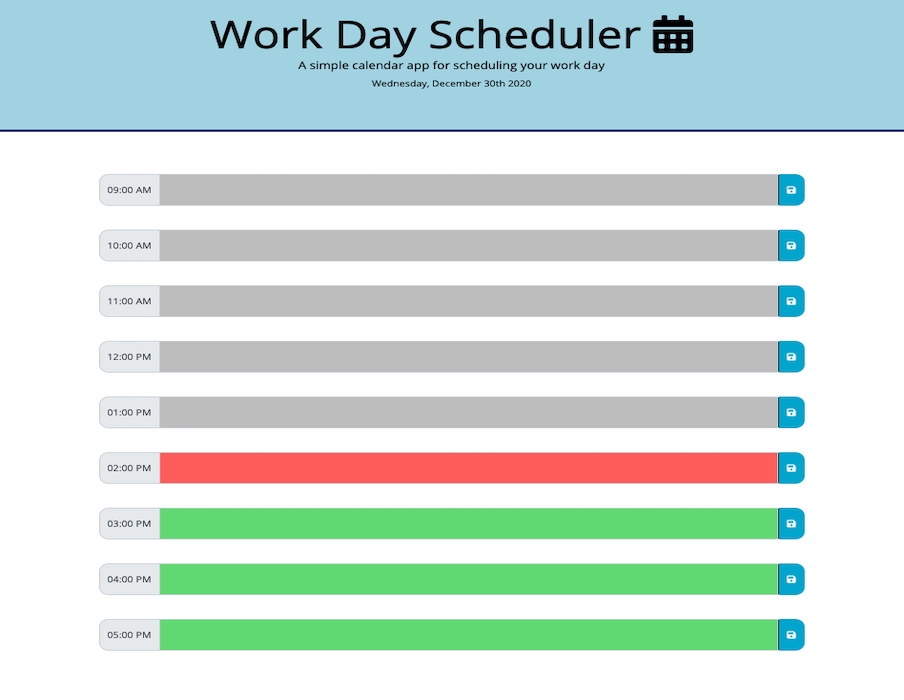 Work Day Scheduler
A simple calendar app for scheduling your work day
Wednesday, December 30th 2020
09:00 AM
10:00 AM
11:00 AM
12:00 PM
01:00 PM
02:00 PM
03:00 PM
04:00 PM
05:00 PM